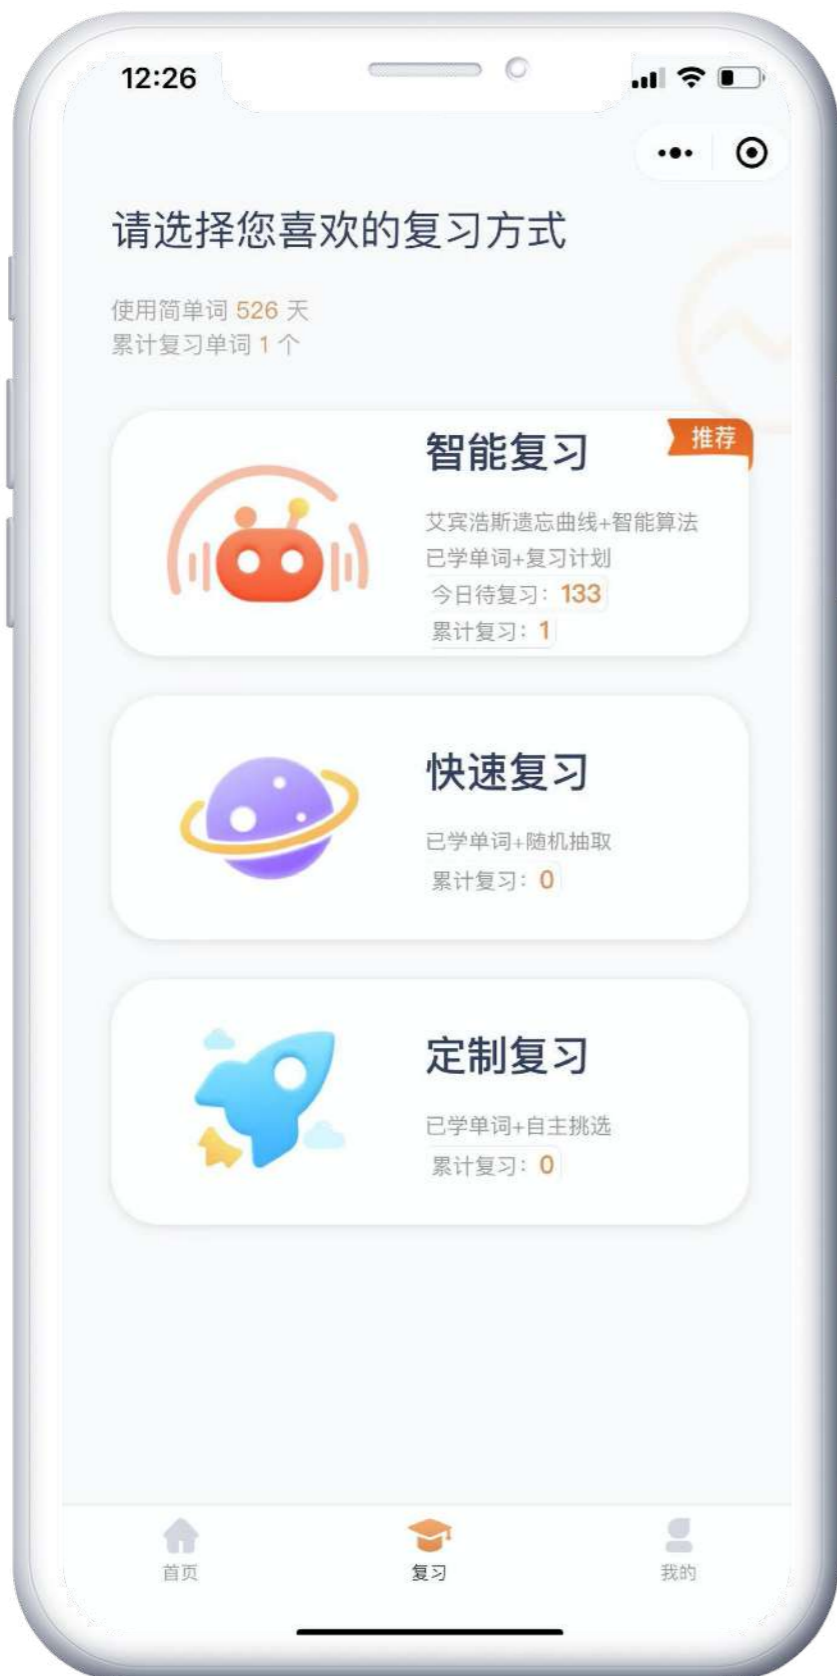 12:26
请选择您喜欢的复习方式
使用简单词 526 天
累计复习单词 1 个
智能复习
推荐
艾宾浩斯遗忘曲线+智能算法
已学单词+复习计划
今日待复习：133
累计复习：1
快速复习
已学单词+随机抽取
累计复习：0
定制复习
已学单词+自主挑选
累计复习：0
首页
复习
我的